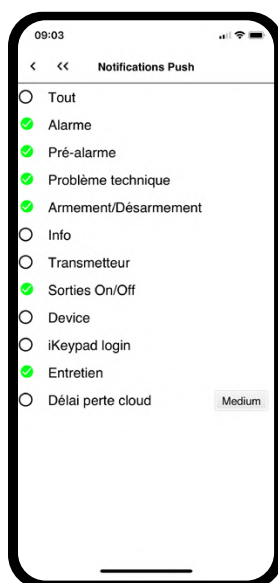 09:03
< << Notifications Push
Tout
Alarme
Pré-alarme
Problème technique
Armement/Désarmement
Info
Transmetteur
Sorties On/Off
Device
iKeypad login
Entretien
Délai perte cloud Medium